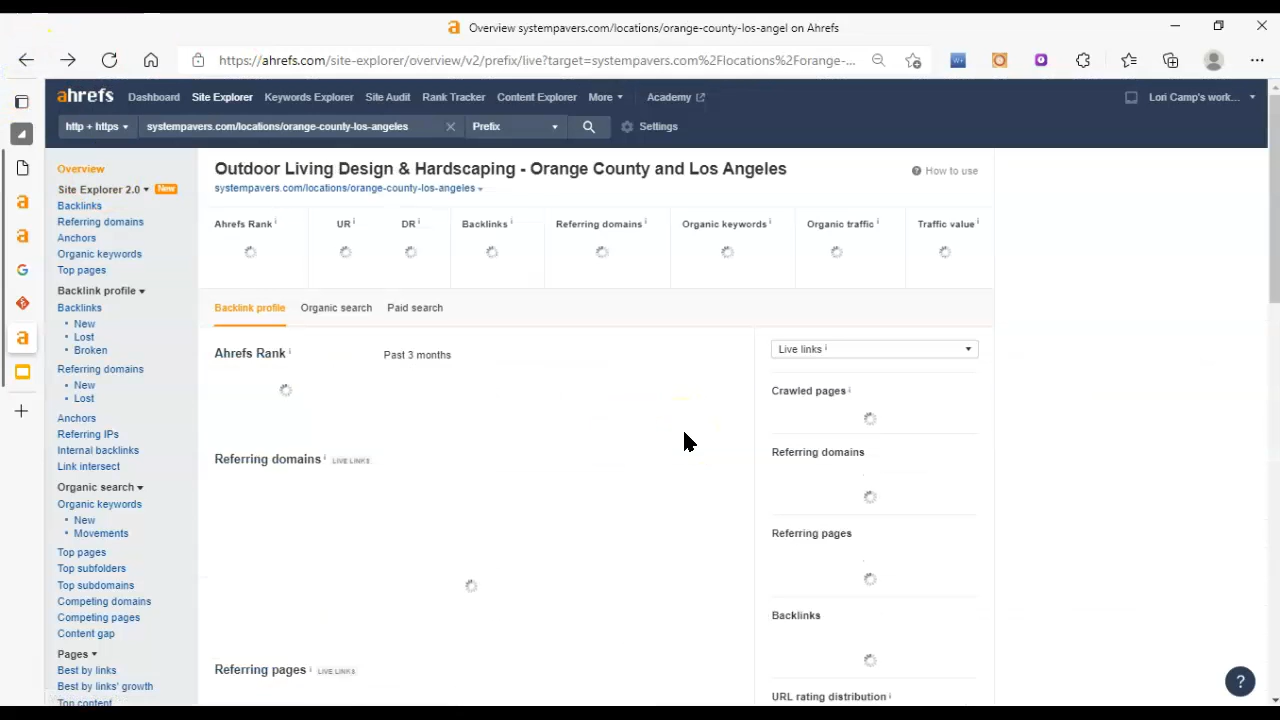 Overview systempavers.com/locations/orange-county-los-angel on Ahrefs
https://ahrefs.com/site-explorer/overview/v2/prefix/live?target=systempavers.com%2Flocations%2Forange-...
ahrefs Dashboard Site Explorer Keywords Explorer Site Audit Rank Tracker Content Explorer More Academy Lori Camp's work...
http + https systempavers.com/locations/orange-county-los-angeles Prefix Settings
Overview
Site Explorer 2.0 New
Backlinks
Referring domains
Anchors
Organic keywords
Top pages
Backlink profile
Backlinks
• New
• Lost
• Broken
Referring domains
• New
• Lost
Anchors
Referring IPs
Internal backlinks
Link intersect
Organic search
Organic keywords
• New
• Movements
Top pages
Top subfolders
Top subdomains
Competing domains
Competing pages
Content gap
Pages
Best by links
Best by links' growth
Top content
Outdoor Living Design & Hardscaping - Orange County and Los Angeles
How to use
systempavers.com/locations/orange-county-los-angeles
Ahrefs Rank UR DR Backlinks Referring domains Organic keywords Organic traffic Traffic value
Backlink profile Organic search Paid search
Ahrefs Rank Past 3 months
Referring domains LIVE LINKS
Referring pages LIVE LINKS
Live links
Crawled pages
Referring domains
Referring pages
Backlinks
URL rating distribution
?